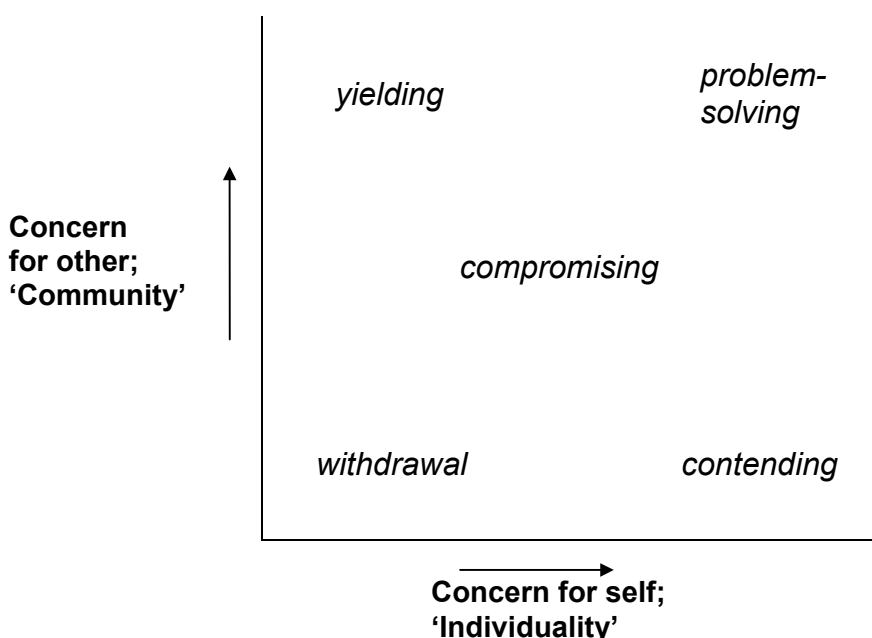 yielding
problem-
solving
Concern
for other;
‘Community’
compromising
withdrawal
contending
Concern for self;
‘Individuality’